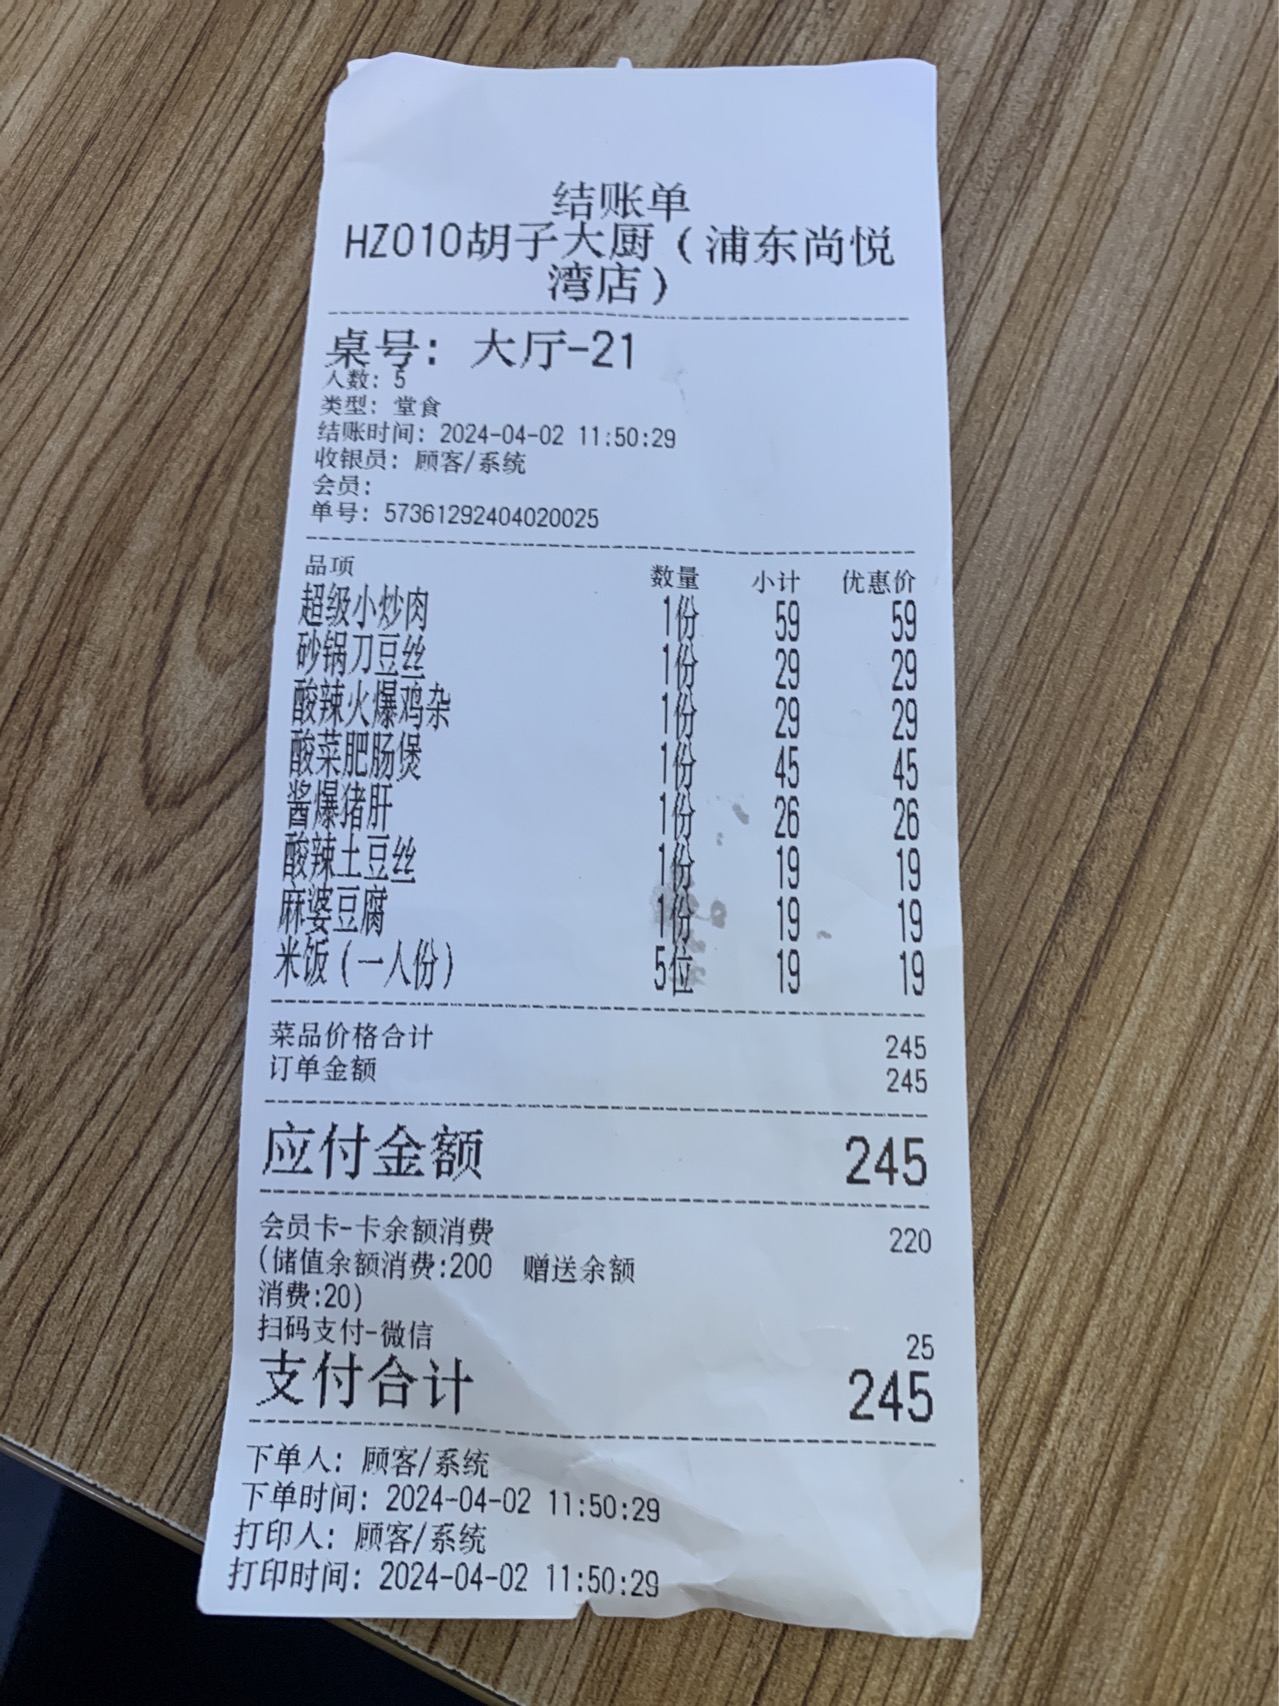 结账单
HZ010胡子大厨（浦东尚悦
湾店）
桌号：大厅-21
人数：5
类型：堂食
结账时间：2024-04-02 11:50:29
收银员：顾客/系统
会员：
单号：57361292404020025
品项 数量 小计 优惠价
超级小炒肉 1份 59 59
砂锅刀豆丝 1份 29 29
酸辣火爆鸡杂 1份 29 29
酸菜肥肠煲 1份 45 45
酱爆猪肝 1份 26 26
酸辣土豆丝 1份 19 19
麻婆豆腐 1份 19 19
米饭（一人份） 5位 19 19
菜品价格合计 245
订单金额 245
应付金额 245
会员卡-卡余额消费 220
(储值余额消费:200 赠送余额
消费:20)
扫码支付-微信 25
支付合计 245
下单人：顾客/系统
下单时间：2024-04-02 11:50:29
打印人：顾客/系统
打印时间：2024-04-02 11:50:29